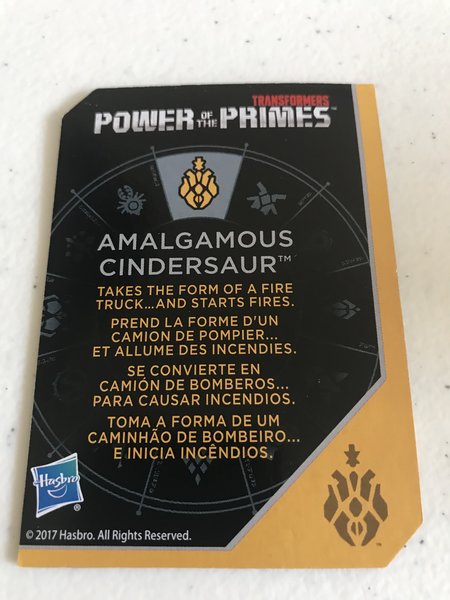 TRANSFORMERS
POWER OF THE PRIMES™
AMALGAMOUS
CINDERSAUR™
TAKES THE FORM OF A FIRE
TRUCK...AND STARTS FIRES.
PREND LA FORME D'UN
CAMION DE POMPIER...
ET ALLUME DES INCENDIES.
SE CONVIERTE EN
CAMIÓN DE BOMBEROS...
PARA CAUSAR INCENDIOS.
TOMA A FORMA DE UM
CAMINHÃO DE BOMBEIRO...
E INICIA INCÊNDIOS.
Hasbro
®
© 2017 Hasbro. All Rights Reserved.
™